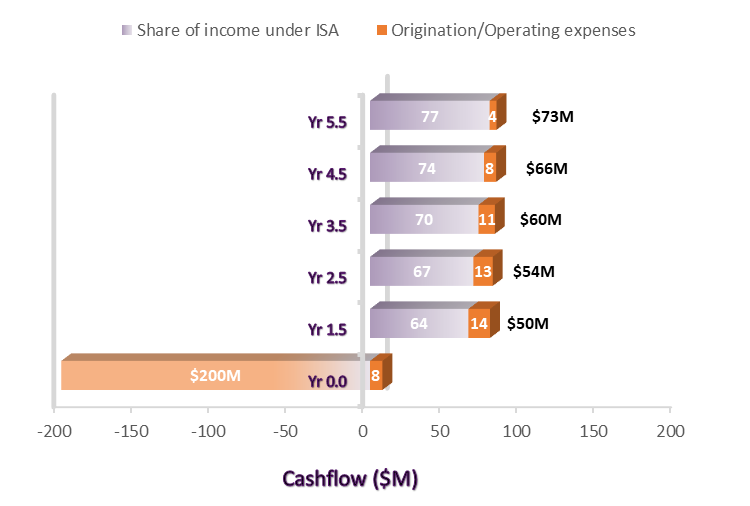 Share of income under ISA Origination/Operating expenses
Yr 5.5 77 4 $73M
Yr 4.5 74 8 $66M
Yr 3.5 70 11 $60M
Yr 2.5 67 13 $54M
Yr 1.5 64 14 $50M
$200M Yr 0.0 8
-200 -150 -100 -50 0 50 100 150 200
Cashflow ($M)